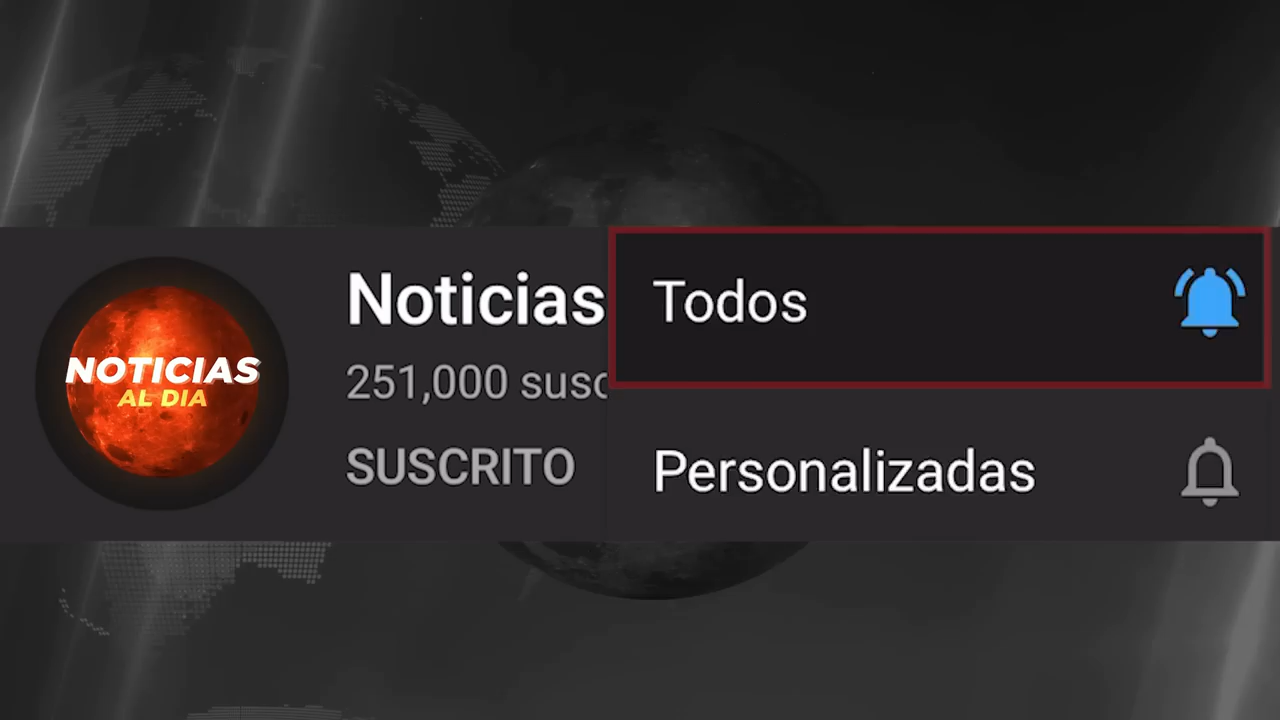 NOTICIAS
AL DIA
Noticias
251,000 susc
SUSCRITO
Todos
Personalizadas